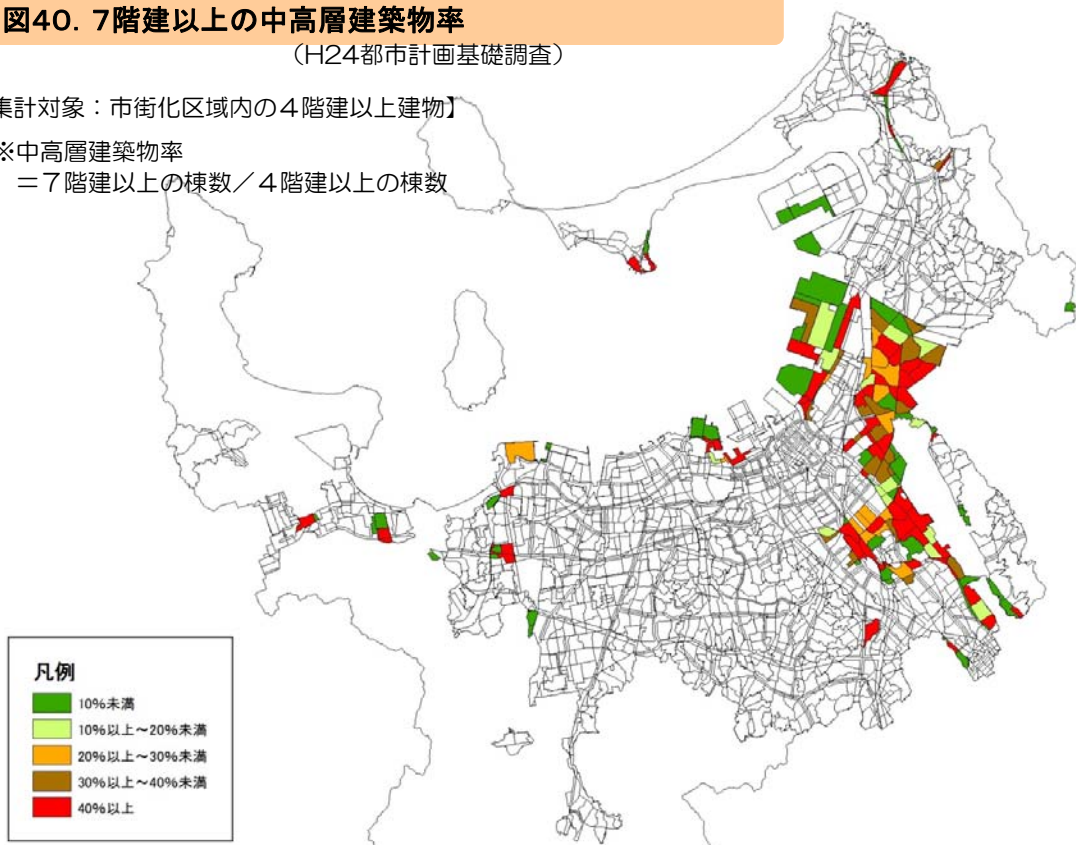 図40. 7階建以上の中高層建築物率
（H24都市計画基礎調査）
集計対象：市街化区域内の４階建以上建物】
※中高層建築物率
＝７階建以上の棟数／４階建以上の棟数
凡例
10%未満
10%以上～20%未満
20%以上～30%未満
30%以上～40%未満
40%以上